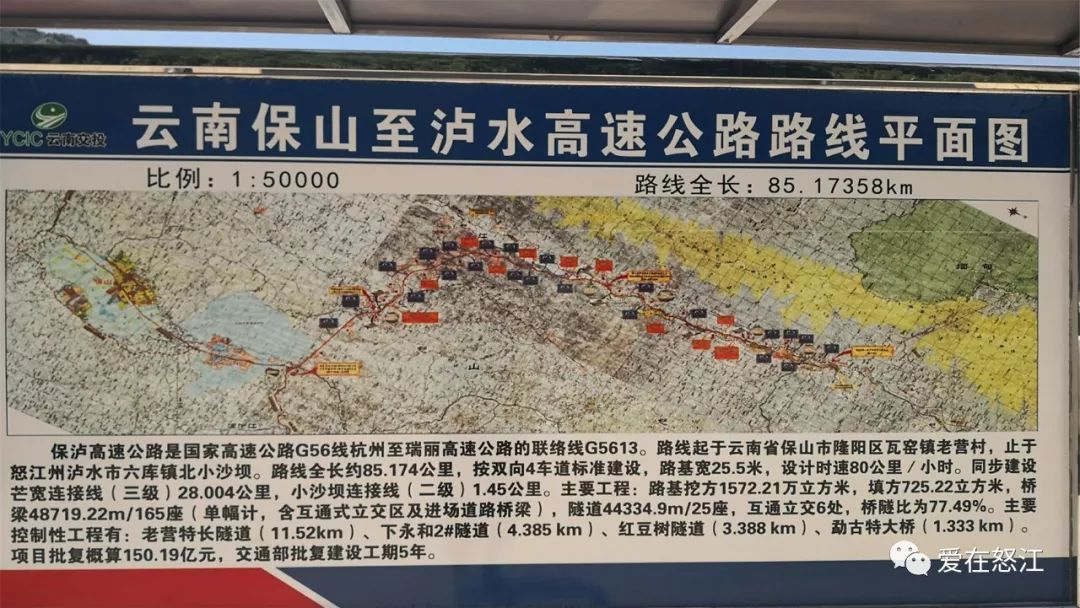 云南保山至泸水高速公路路线平面图
YCIC 云南交投
比例：1:50000
路线全长：85.17358km
保山
缅甸
山
保泸高速公路是国家高速公路G56线杭州至瑞丽高速公路的联络线G5613。路线起于云南省保山市隆阳区瓦窑镇老营村，止于
怒江州泸水市六库镇北小沙坝。路线全长约85.174公里，按双向4车道标准建设，路基宽25.5米，设计时速80公里／小时。同步建设
芒宽连接线（三级）28.004公里，小沙坝连接线（二级）1.45公里。主要工程：路基挖方1572.21万立方米，填方725.22立方米，桥
梁48719.22m/165座（单幅计，含互通式立交区及进场道路桥梁），隧道44334.9m/25座，互通立交6处，桥隧比为77.49%。主要
控制性工程有：老营特长隧道（11.52km）、下永和2#隧道（4.385 km）、红豆树隧道（3.388 km）、勐古特大桥（1.333 km）。
项目批复概算150.19亿元，交通部批复建设工期5年。
爱在怒江